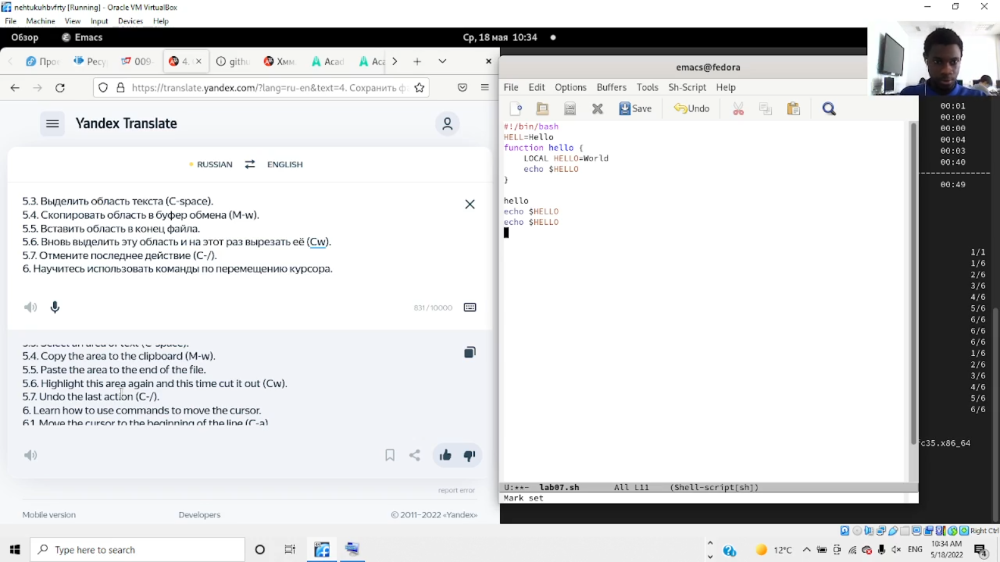 nehtukuhbvfrty [Running] - Oracle VM VirtualBox
File Machine View Input Devices Help
Обзор Emacs Ср, 18 мая 10:34
Прое Ресу 009- 4. githu Хмм. Acad Aca
https://translate.yandex.com/?lang=ru-en&text=4. Сохранить ф
Yandex Translate
RUSSIAN ENGLISH
5.3. Выделить область текста (C-space).
5.4. Скопировать область в буфер обмена (M-w).
5.5. Вставить область в конец файла.
5.6. Вновь выделить эту область и на этот раз вырезать её (Cw).
5.7. Отмените последнее действие (C-/).
6. Научитесь использовать команды по перемещению курсора.
831/10000
5.3. Select an area of text (C-space).
5.4. Copy the area to the clipboard (M-w).
5.5. Paste the area to the end of the file.
5.6. Highlight this area again and this time cut it out (Cw).
5.7. Undo the last action (C-/).
6. Learn how to use commands to move the cursor.
6.1. Move the cursor to the beginning of the line (C-a)
report error
Mobile version Developers © 2011–2022 «Yandex»
emacs@fedora
File Edit Options Buffers Tools Sh-Script Help
Save Undo
#!/bin/bash
HELL=Hello
function hello {
LOCAL HELLO=World
echo $HELLO
}
hello
echo $HELLO
echo $HELLO
U:**- lab07.sh All L11 (Shell-script[sh])
Mark set
00:01
00:00
00:00
00:04
00:03
00:40
00:49
1/1
1/6
2/6
3/6
4/6
5/6
6/6
6/6
6/6
1/6
2/6
3/6
4/6
5/6
6/6
fc35.x86_64
Right Ctrl
Type here to search
12°C ENG
10:34 AM
5/18/2022
4